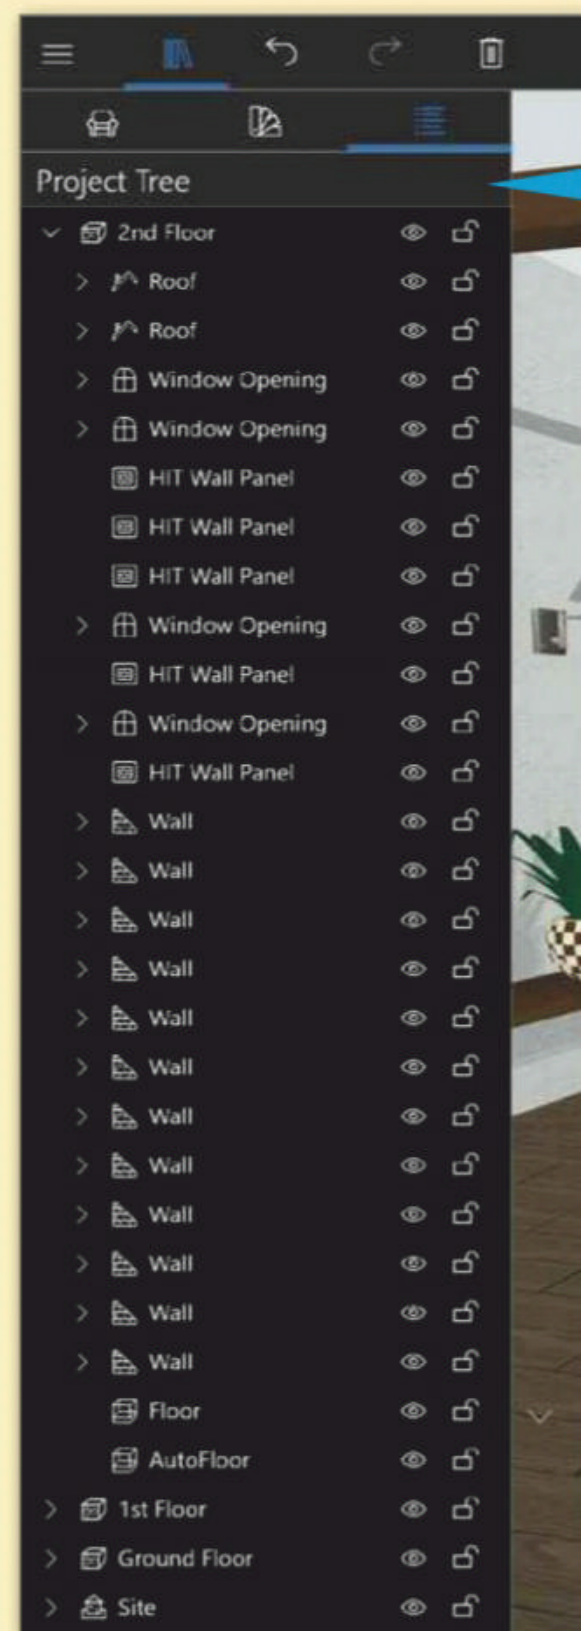 Project Tree
2nd Floor
Roof
Roof
Window Opening
Window Opening
HIT Wall Panel
HIT Wall Panel
HIT Wall Panel
Window Opening
HIT Wall Panel
Window Opening
HIT Wall Panel
Wall
Wall
Wall
Wall
Wall
Wall
Wall
Wall
Wall
Wall
Wall
Wall
Floor
AutoFloor
1st Floor
Ground Floor
Site